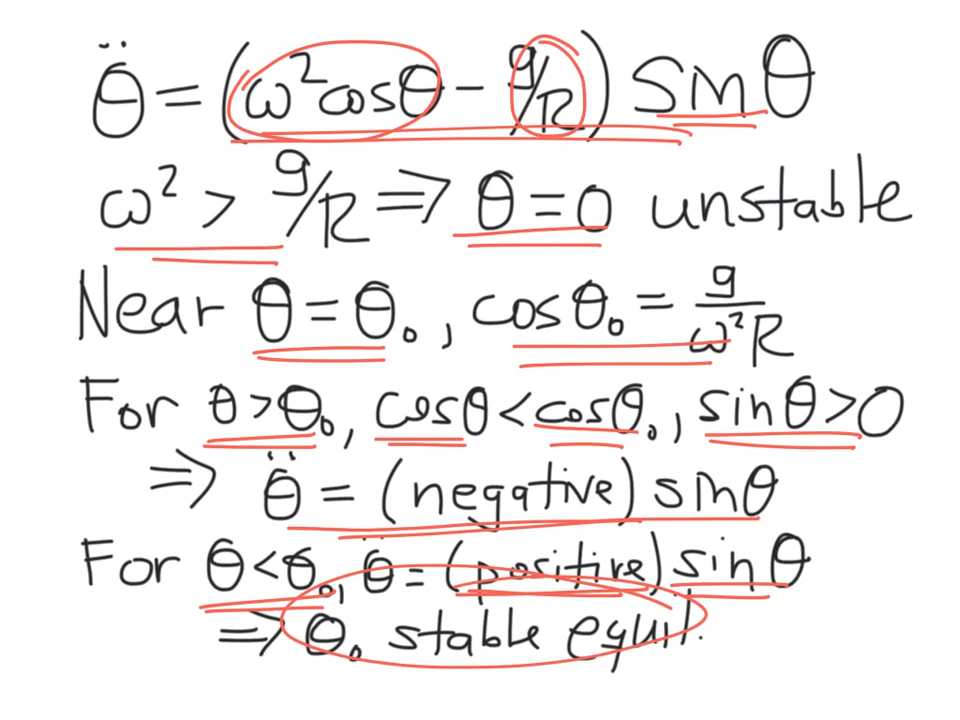 θ̈ = (ω²cosθ − g/R) sinθ
ω² > g/R ⇒ θ = 0 unstable
Near θ = θ₀, cosθ₀ = g/ω²R
For θ > θ₀, cosθ < cosθ₀, sinθ > 0
⇒ θ̈ = (negative) sinθ
For θ < θ₀, θ̈ = (positive) sinθ
⇒ θ₀ stable equil.